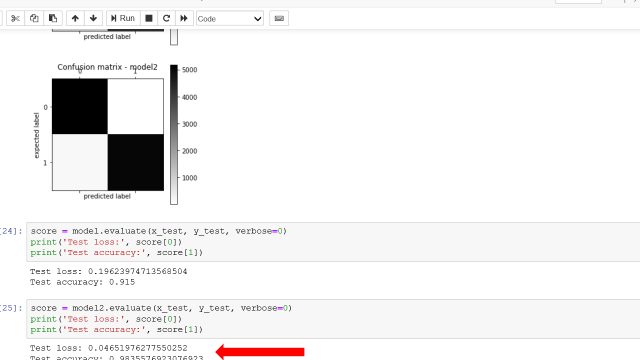 Run
Code
predicted label
Confusion matrix - model2
0 1
5000
4000
3000
2000
1000
expected label
0
1
predicted label
[24]: score = model.evaluate(x_test, y_test, verbose=0)
print('Test loss:', score[0])
print('Test accuracy:', score[1])
Test loss: 0.19623974713568504
Test accuracy: 0.915
[25]: score = model2.evaluate(x_test, y_test, verbose=0)
print('Test loss:', score[0])
print('Test accuracy:', score[1])
Test loss: 0.04651976277550252
Test accuracy: 0.9835576923076923